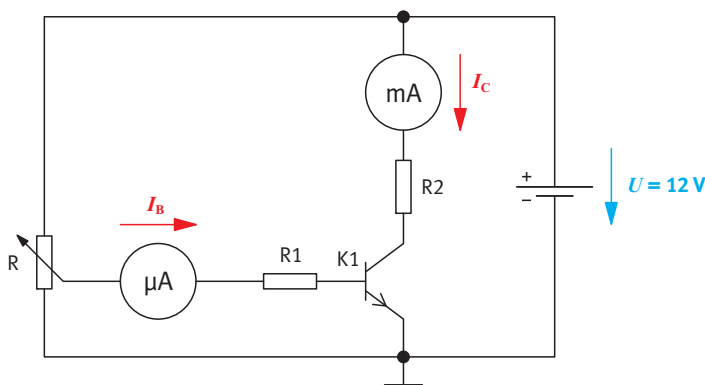 mA
I_C
R2
+
−
U = 12 V
I_B
R
µA
R1
K1